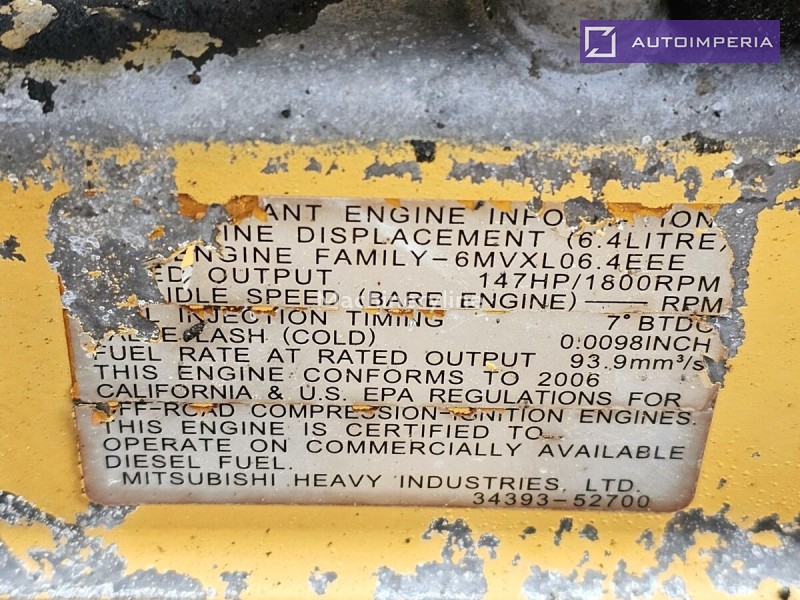 AUTOIMPERIA
ANT ENGINE INFO
INE DISPLACEMENT (6.4LITRE)
ENGINE FAMILY-6MVXL06.4EEE
ED OUTPUT 147HP/1800RPM
IDLE SPEED (BARE ENGINE) —— RPM
INJECTION TIMING 7° BTDC
LASH (COLD) 0.0098INCH
FUEL RATE AT RATED OUTPUT 93.9mm³/s
THIS ENGINE CONFORMS TO 2006
CALIFORNIA & U.S. EPA REGULATIONS FOR
OFF-ROAD COMPRESSION-IGNITION ENGINES.
THIS ENGINE IS CERTIFIED TO
OPERATE ON COMMERCIALLY AVAILABLE
DIESEL FUEL.
MITSUBISHI HEAVY INDUSTRIES, LTD.
34393-52700